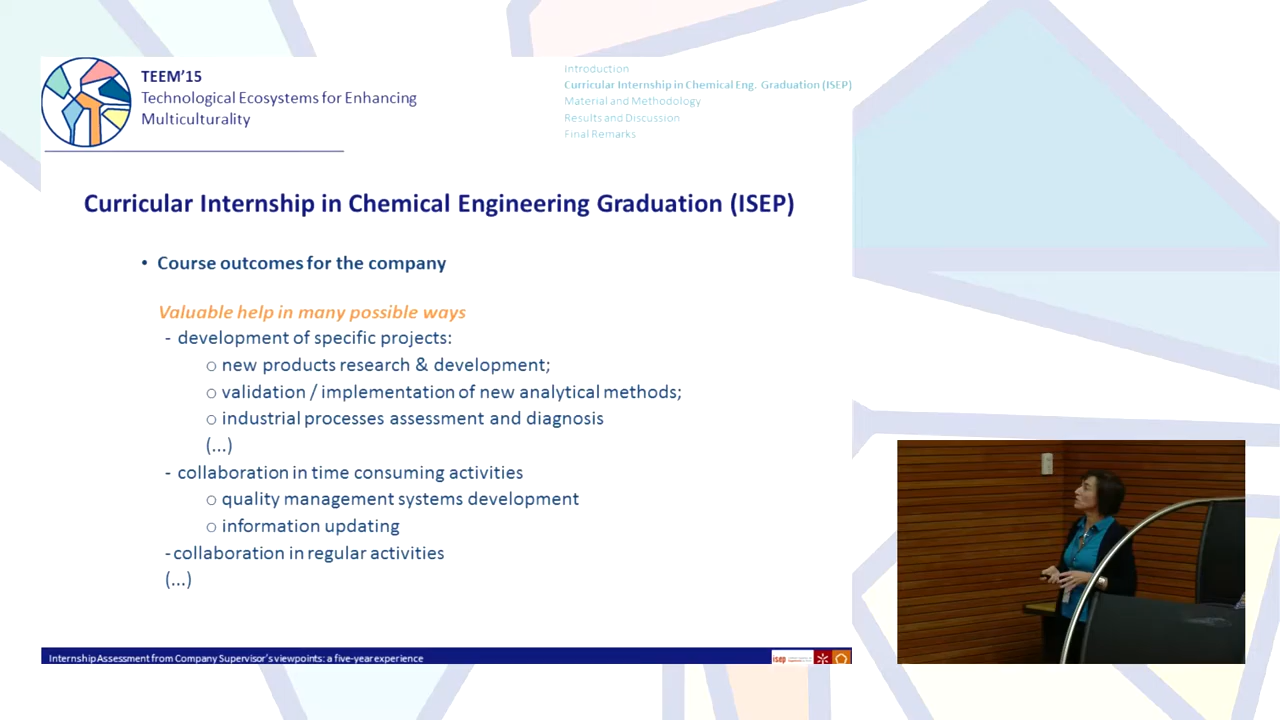 TEEM’15
Technological Ecosystems for Enhancing
Multiculturality
Introduction
Curricular Internship in Chemical Eng. Graduation (ISEP)
Material and Methodology
Results and Discussion
Final Remarks
Curricular Internship in Chemical Engineering Graduation (ISEP)
• Course outcomes for the company
Valuable help in many possible ways
- development of specific projects:
o new products research & development;
o validation / implementation of new analytical methods;
o industrial processes assessment and diagnosis
(...)
- collaboration in time consuming activities
o quality management systems development
o information updating
- collaboration in regular activities
(...)
Internship Assessment from Company Supervisor's viewpoints: a five-year experience
isep